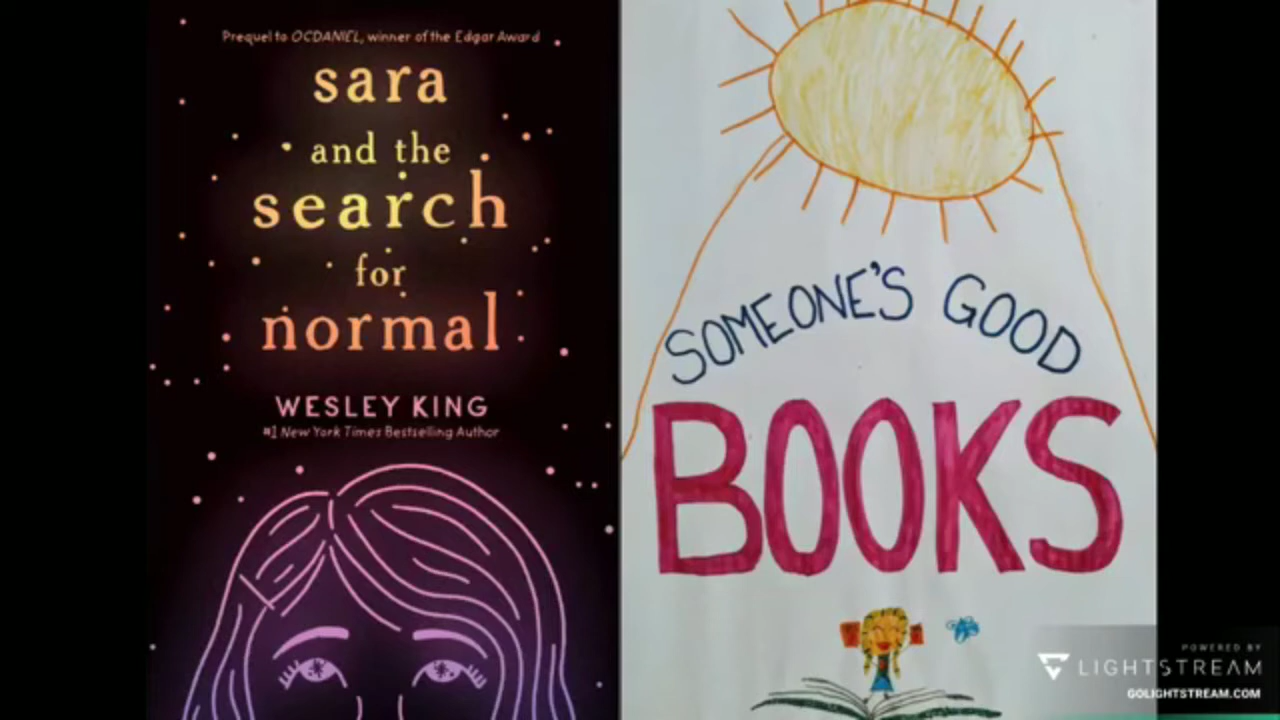 Prequel to OCDANIEL, winner of the Edgar Award
sara
and the
search
for
normal
WESLEY KING
#1 New York Times Bestselling Author
SOMEONE'S GOOD
BOOKS
POWERED BY
LIGHTSTREAM
GOLIGHTSTREAM.COM